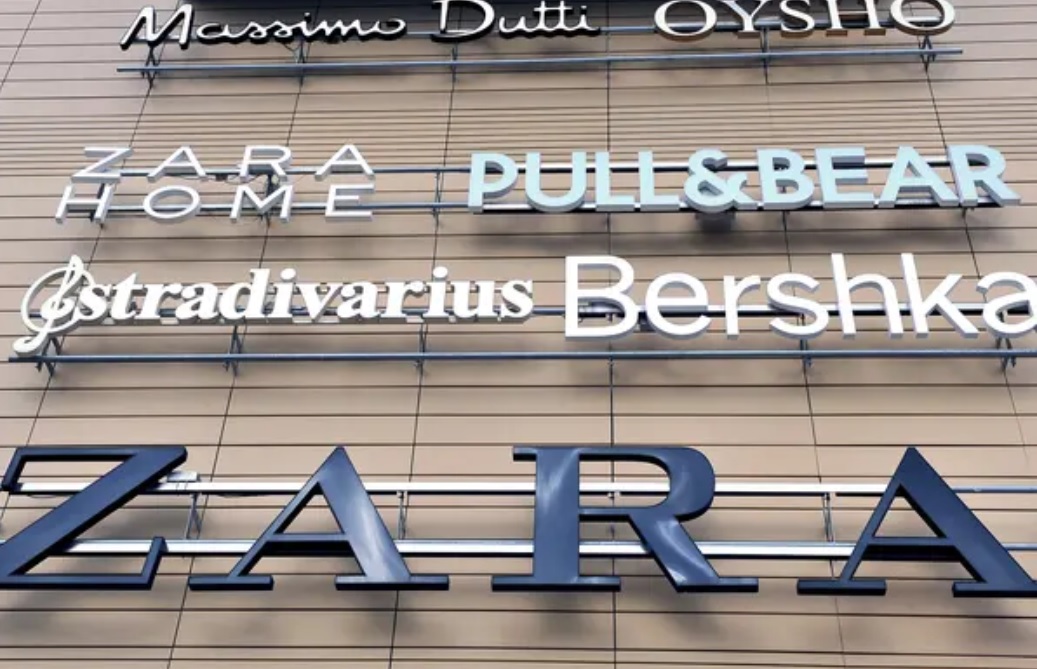 Massimo Dutti OYSHO
ZARA
HOME
PULL&BEAR
stradivarius Bershka
ZARA